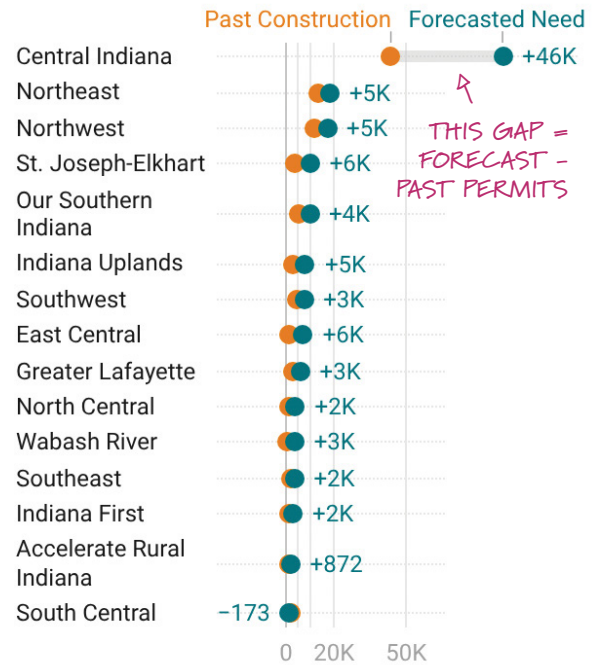 Past Construction Forecasted Need
Central Indiana +46K
Northeast +5K
Northwest +5K
THIS GAP =
FORECAST -
PAST PERMITS
St. Joseph-Elkhart +6K
Our Southern
Indiana +4K
Indiana Uplands +5K
Southwest +3K
East Central +6K
Greater Lafayette +3K
North Central +2K
Wabash River +3K
Southeast +2K
Indiana First +2K
Accelerate Rural
Indiana +872
South Central −173
0 20K 50K